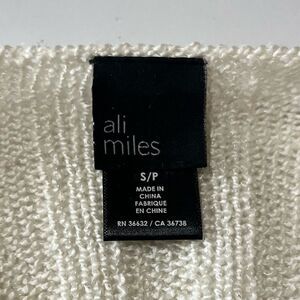 ali
miles
S/P
MADE IN
CHINA
FABRIQUE
EN CHINE
RN 36632 / CA 36738